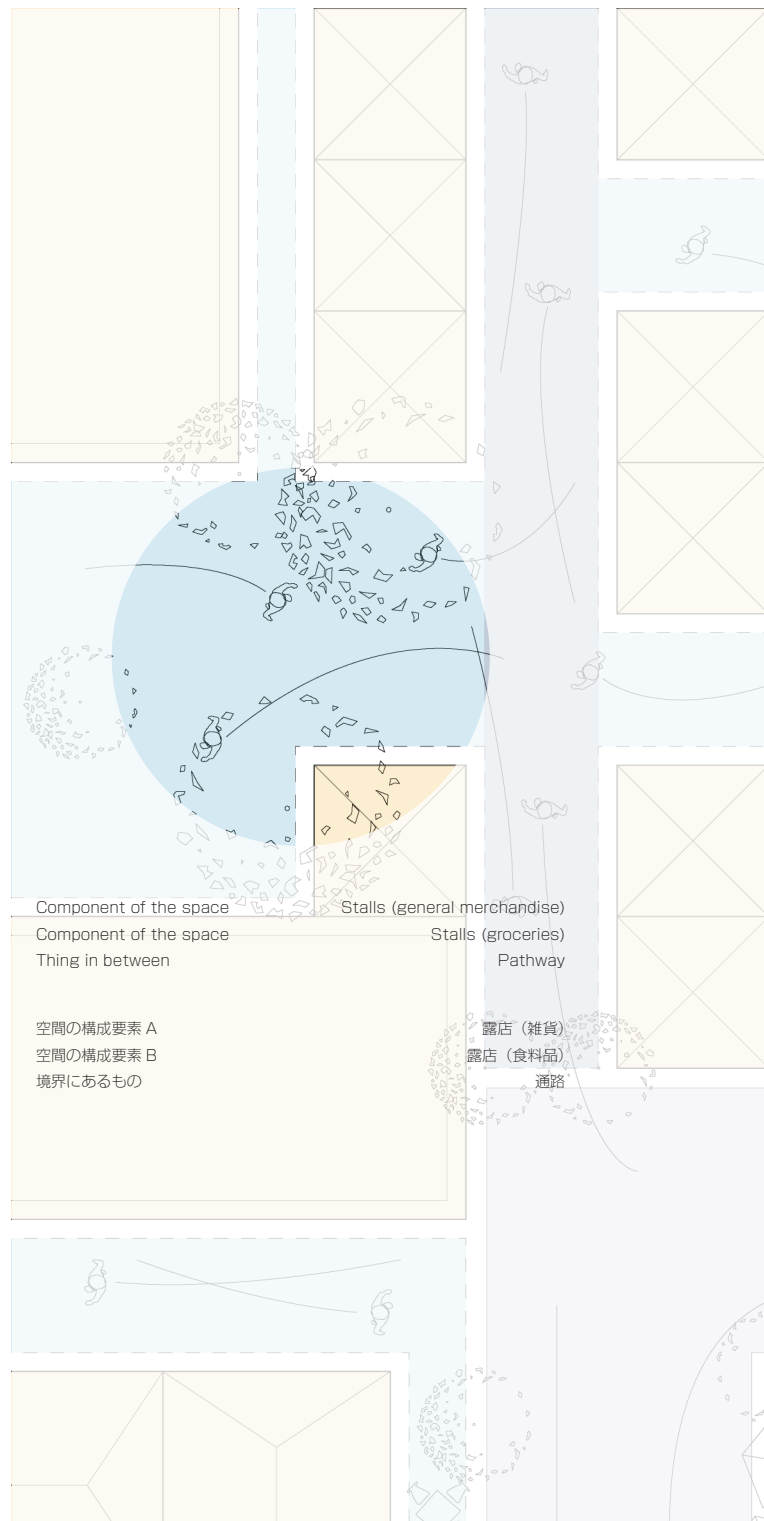 Component of the space Stalls (general merchandise)
Component of the space Stalls (groceries)
Thing in between Pathway
空間の構成要素 A 露店（雑貨）
空間の構成要素 B 露店（食料品）
境界にあるもの 通路